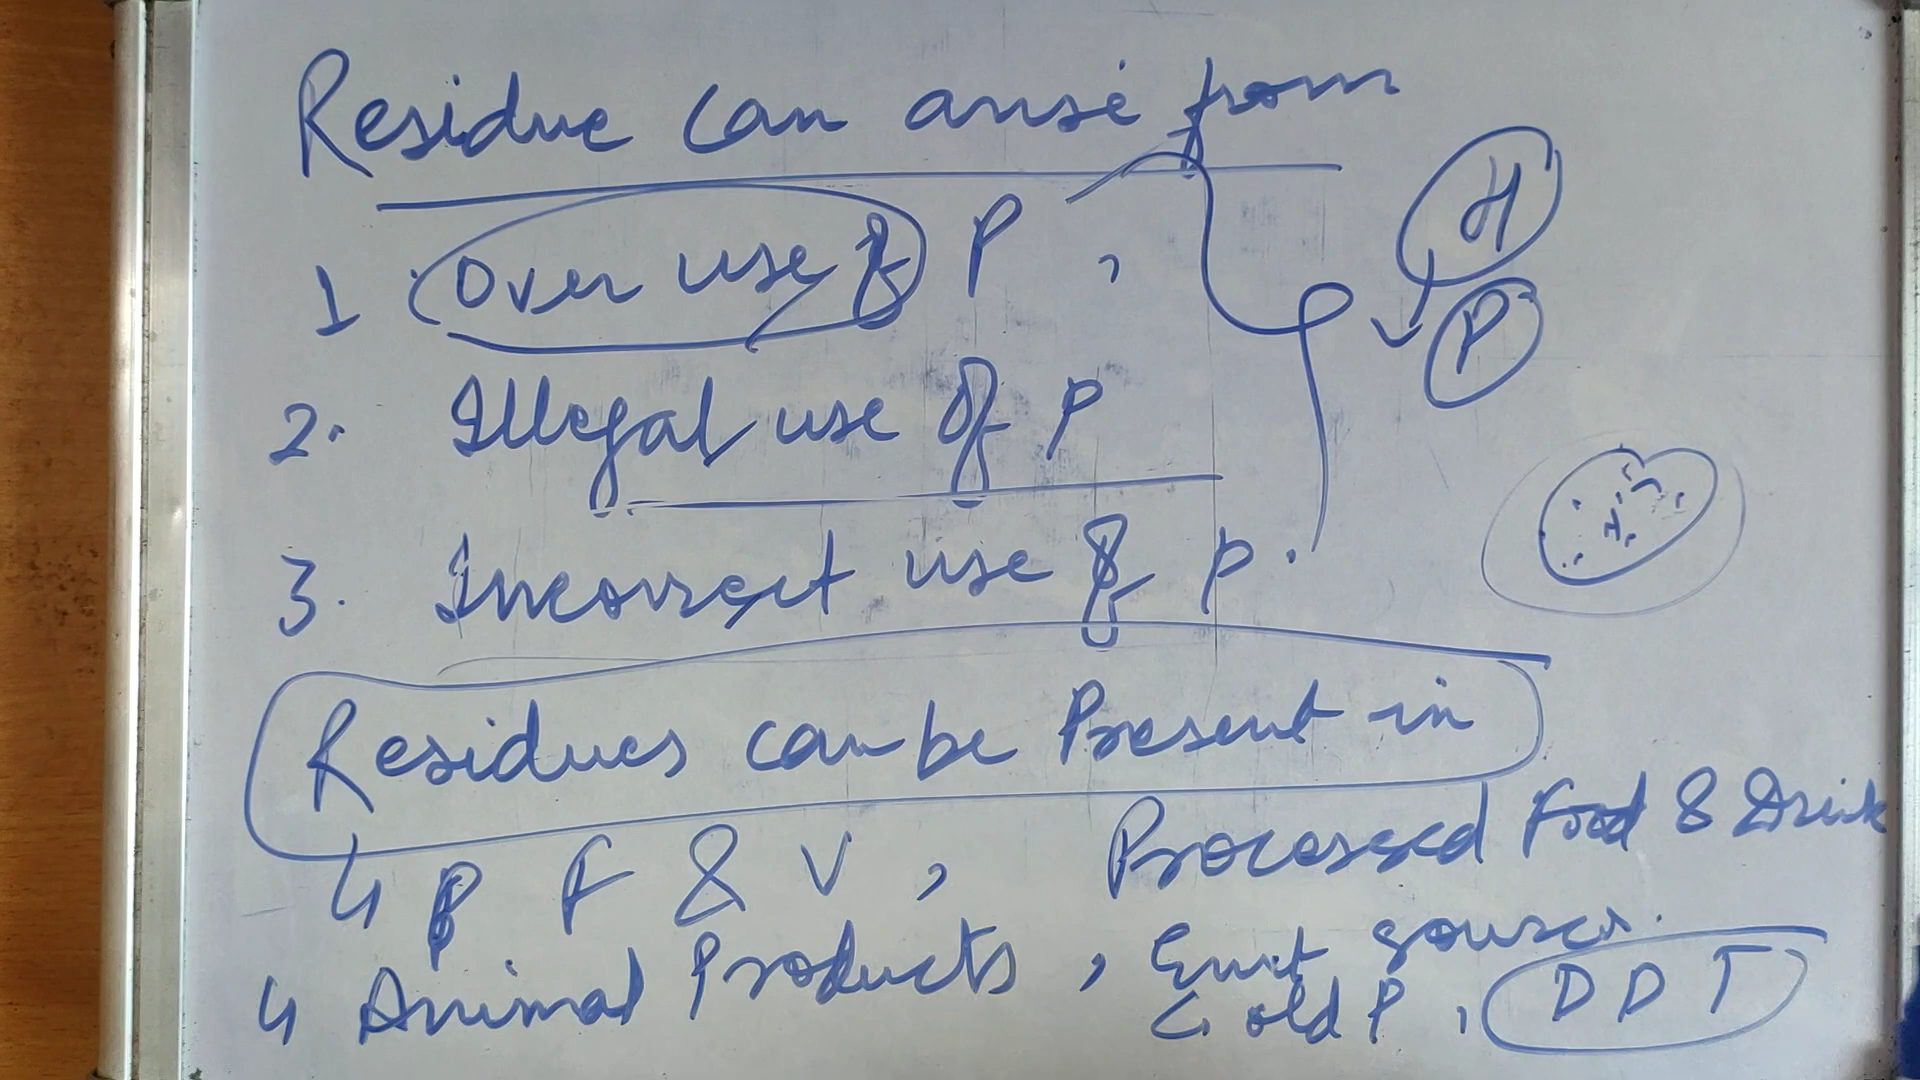 Residue can arise from
1. Over use of P,
H
P
2. Illegal use of P
3. Incorrect use of P.
Residues can be Present in
P F & V, Processed Food & Drink
Animal Products, Envt sources.
old P, DDT